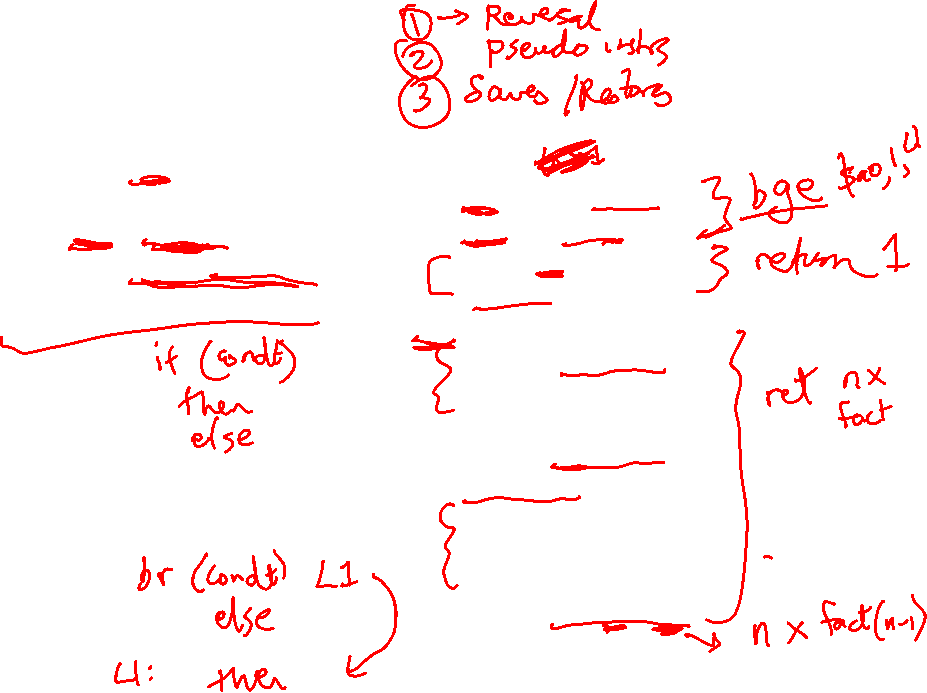 1 → Reversal
2 pseudo instrs
3 Saves / Restores
bge $a0, 1, L1
return 1
if (condt)
then
else
ret n x
fact
br (condt) L1
else
L1: then
n x fact(n-1)